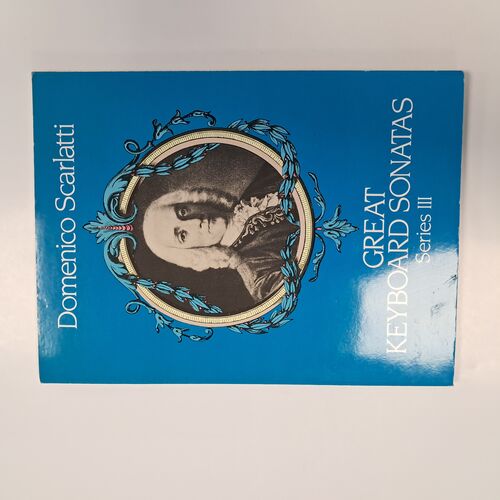 Domenico Scarlatti
GREAT
KEYBOARD SONATAS
Series III